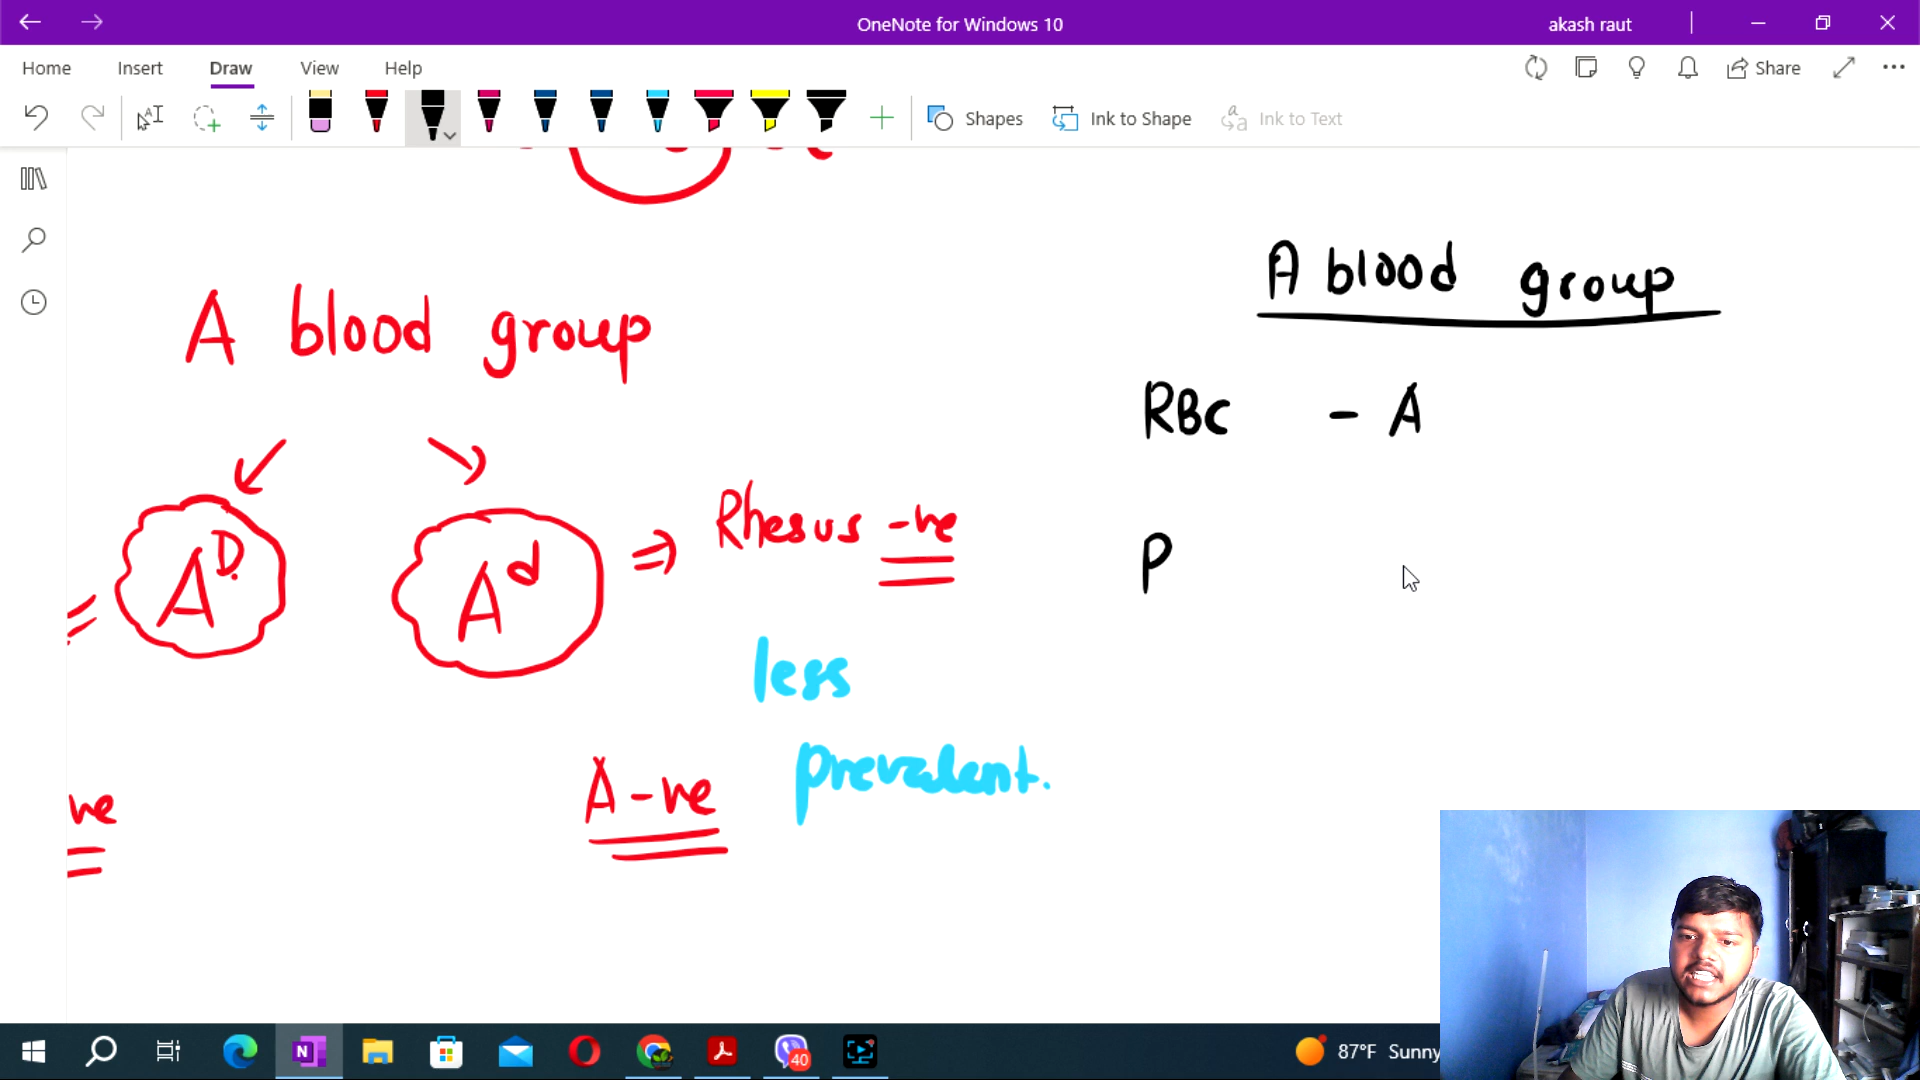 OneNote for Windows 10
akash raut
Home Insert Draw View Help
Share
Shapes Ink to Shape Ink to Text
A blood group
A blood group
RBC - A
Rhesus -ve
A D
A d
P
less
prevalent.
A -ve
ve
40
87°F Sunny